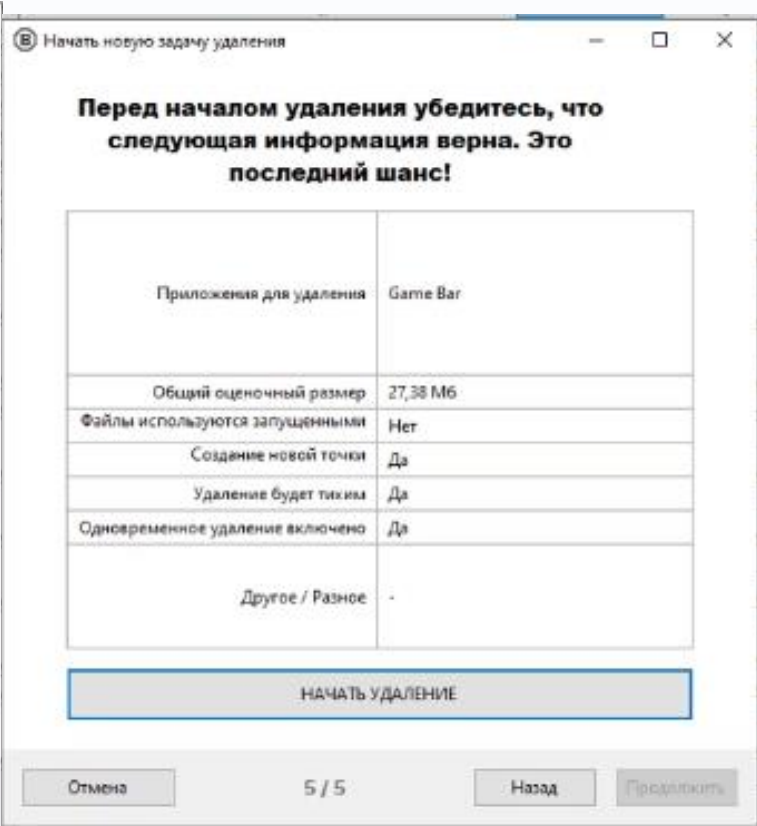 B Начать новую задачу удаления
Перед началом удаления убедитесь, что
следующая информация верна. Это
последний шанс!
Приложения для удаления Game Bar
Общий оценочный размер 27,38 Мб
Файлы используются запущенными Нет
Создание новой точки Да
Удаление будет тихим Да
Одновременное удаление включено Да
Другое / Разное -
НАЧАТЬ УДАЛЕНИЕ
Отмена 5 / 5 Назад Продолжить